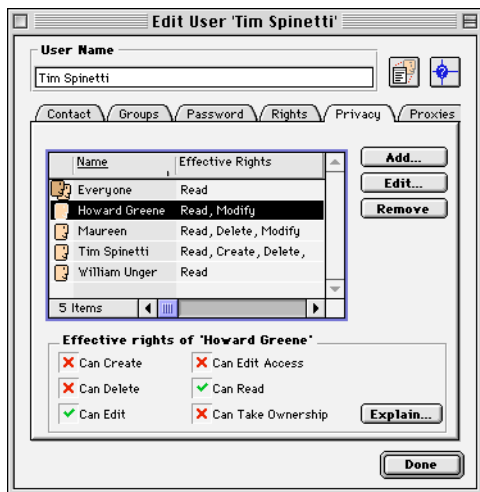 Edit User 'Tim Spinetti'
User Name
Tim Spinetti
Contact Groups Password Rights Privacy Proxies
Name Effective Rights
Everyone Read
Howard Greene Read, Modify
Maureen Read, Delete, Modify
Tim Spinetti Read, Create, Delete,
William Unger Read
5 Items
Add...
Edit...
Remove
Effective rights of "Howard Greene"
Can Create Can Edit Access
Can Delete Can Read
Can Edit Can Take Ownership
Explain...
Done